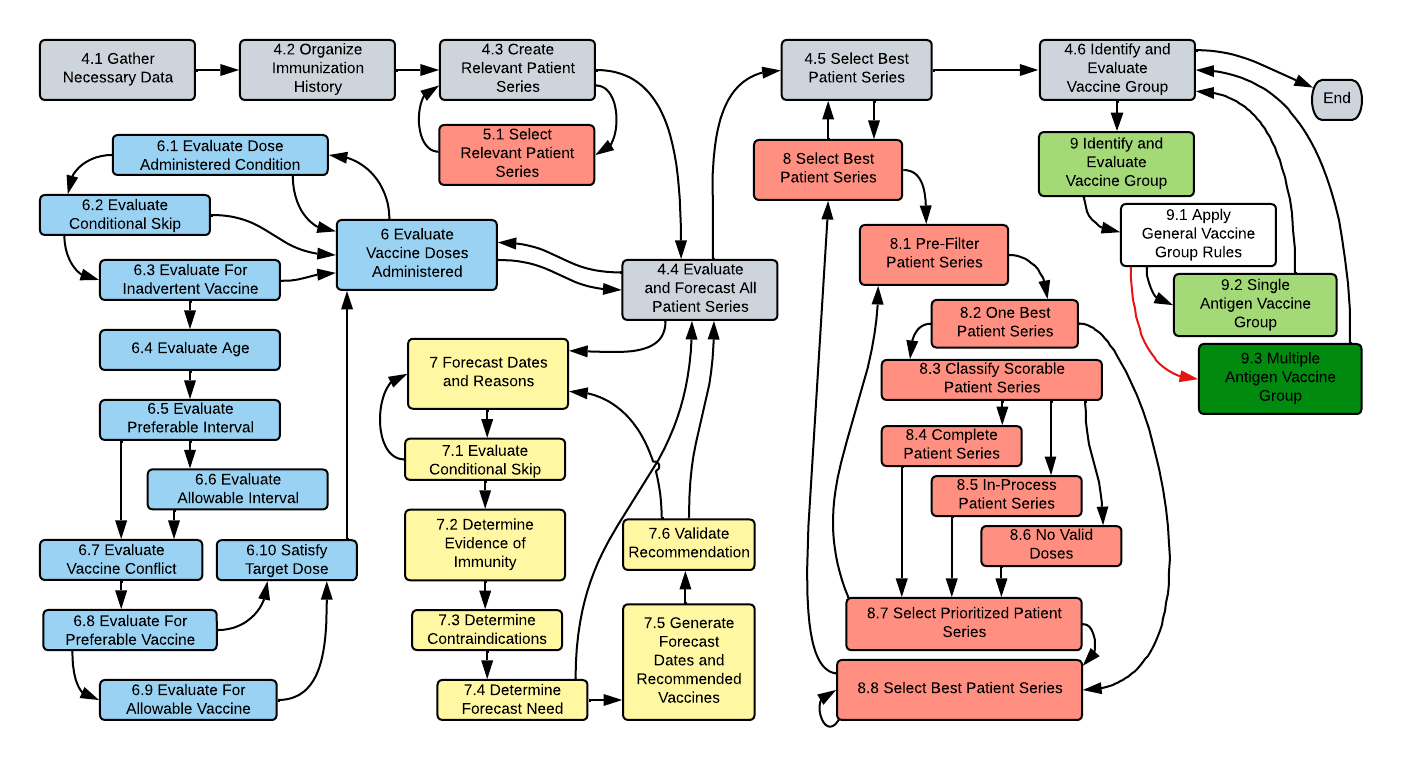 4.1 Gather
Necessary Data
4.2 Organize
Immunization
History
4.3 Create
Relevant Patient
Series
5.1 Select
Relevant Patient
Series
6.1 Evaluate Dose
Administered Condition
6.2 Evaluate
Conditional Skip
6 Evaluate
Vaccine Doses
Administered
6.3 Evaluate For
Inadvertent Vaccine
6.4 Evaluate Age
6.5 Evaluate
Preferable Interval
6.6 Evaluate
Allowable Interval
6.7 Evaluate
Vaccine Conflict
6.10 Satisfy
Target Dose
6.8 Evaluate For
Preferable Vaccine
6.9 Evaluate For
Allowable Vaccine
4.4 Evaluate
and Forecast All
Patient Series
7 Forecast Dates
and Reasons
7.1 Evaluate
Conditional Skip
7.2 Determine
Evidence of
Immunity
7.3 Determine
Contraindications
7.4 Determine
Forecast Need
7.5 Generate
Forecast
Dates and
Recommended
Vaccines
7.6 Validate
Recommendation
4.5 Select Best
Patient Series
8 Select Best
Patient Series
8.1 Pre-Filter
Patient Series
8.2 One Best
Patient Series
8.3 Classify Scorable
Patient Series
8.4 Complete
Patient Series
8.5 In-Process
Patient Series
8.6 No Valid
Doses
8.7 Select Prioritized Patient
Series
8.8 Select Best Patient Series
4.6 Identify and
Evaluate
Vaccine Group
End
9 Identify and
Evaluate
Vaccine Group
9.1 Apply
General Vaccine
Group Rules
9.2 Single
Antigen Vaccine
Group
9.3 Multiple
Antigen Vaccine
Group